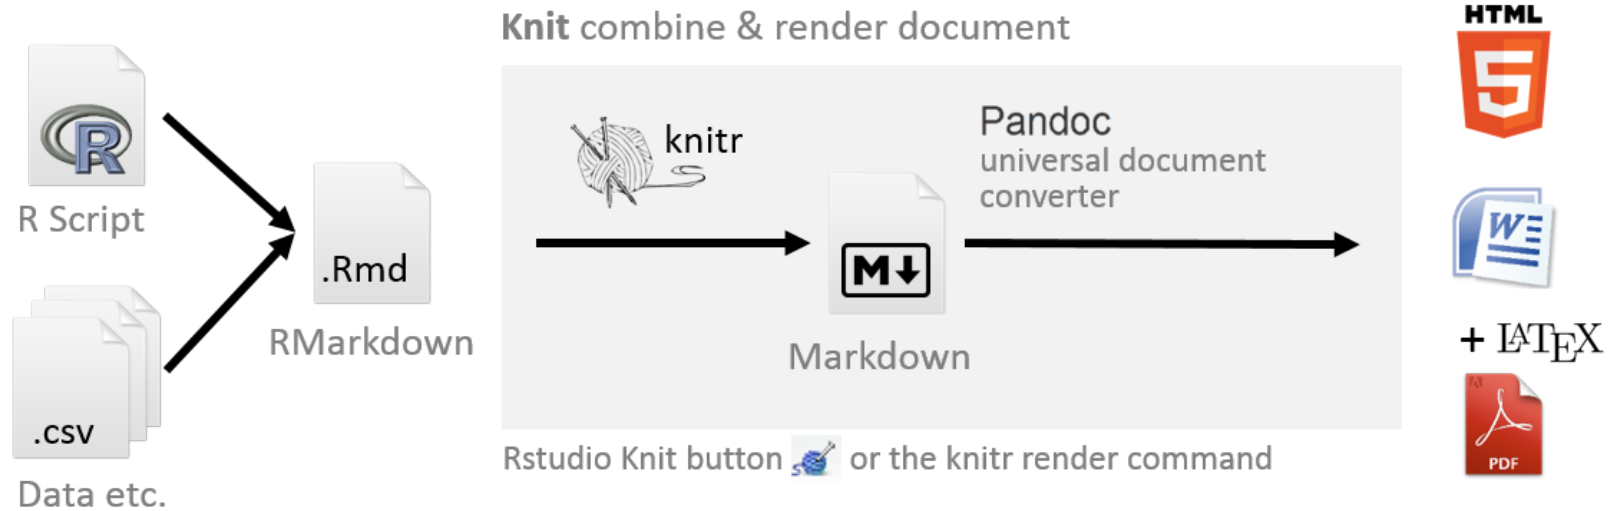 Knit combine & render document
HTML
5
R
R Script
knitr
Pandoc
universal document
converter
.Rmd
RMarkdown
M
Markdown
W
+ LATEX
.csv
Data etc.
Rstudio Knit button or the knitr render command
PDF